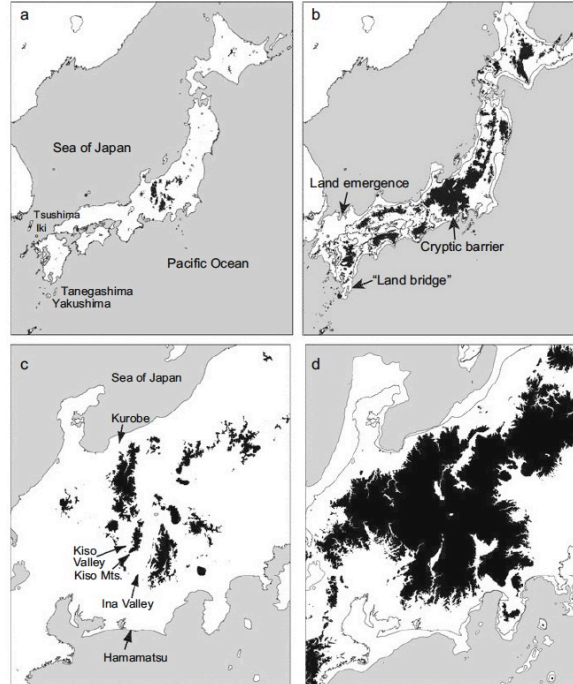 a
Sea of Japan
Tsushima
Iki
Pacific Ocean
Tanegashima
Yakushima
b
Land emergence
Cryptic barrier
"Land bridge"
c
Sea of Japan
Kurobe
Kiso
Valley
Kiso Mts.
Ina Valley
Hamamatsu
d